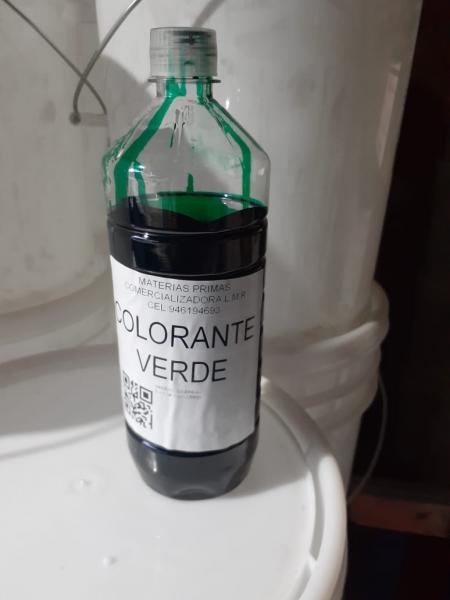 MATERIAS PRIMAS
COMERCIALIZADORA L.M.R
CEL 946194693
COLORANTE
VERDE